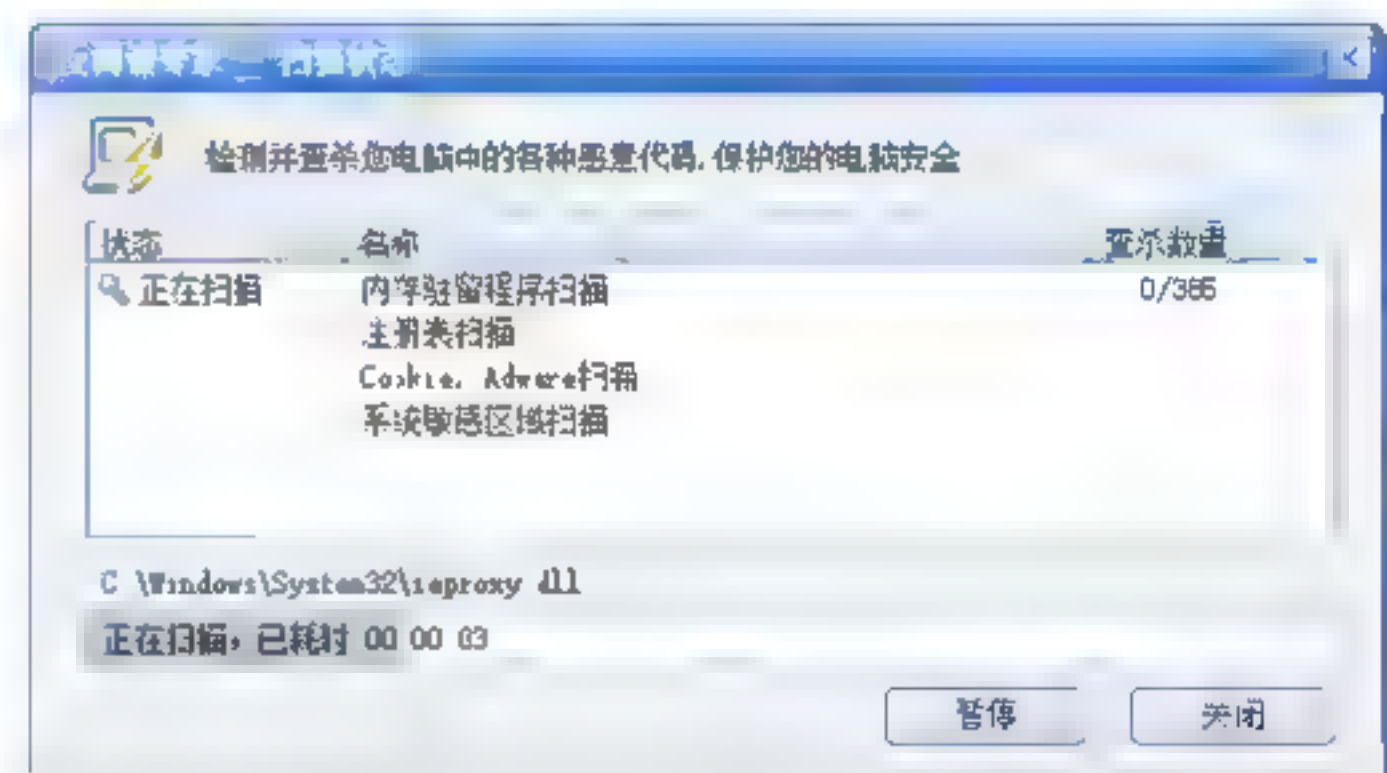 检测并查杀您电脑中的各种恶意代码,保护您的电脑安全
状态 名称 查杀数量
正在扫描 内存驻留程序扫描 0/385
注册表扫描
Cookie、Adware扫描
系统敏感区域扫描
C:\Windows\System32\ieproxy.dll
正在扫描，已耗时 00:00:03
暂停 关闭